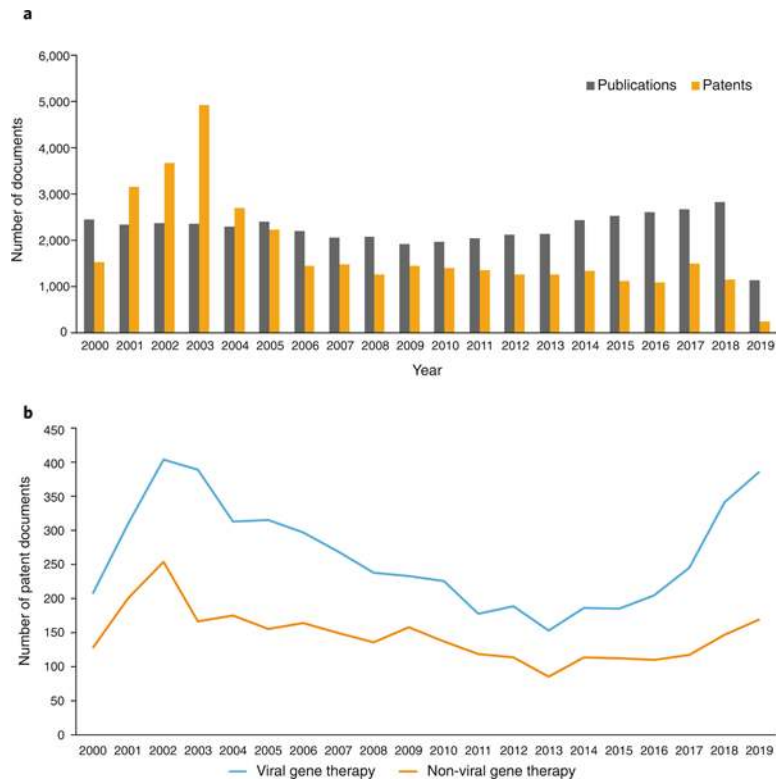 a
6,000
5,000
4,000
3,000
2,000
1,000
0
Number of documents
Publications Patents
2000 2001 2002 2003 2004 2005 2006 2007 2008 2009 2010 2011 2012 2013 2014 2015 2016 2017 2018 2019
Year
b
450
400
350
300
250
200
150
100
50
0
Number of patent documents
2000 2001 2002 2003 2004 2005 2006 2007 2008 2009 2010 2011 2012 2013 2014 2015 2016 2017 2018 2019
Viral gene therapy Non-viral gene therapy